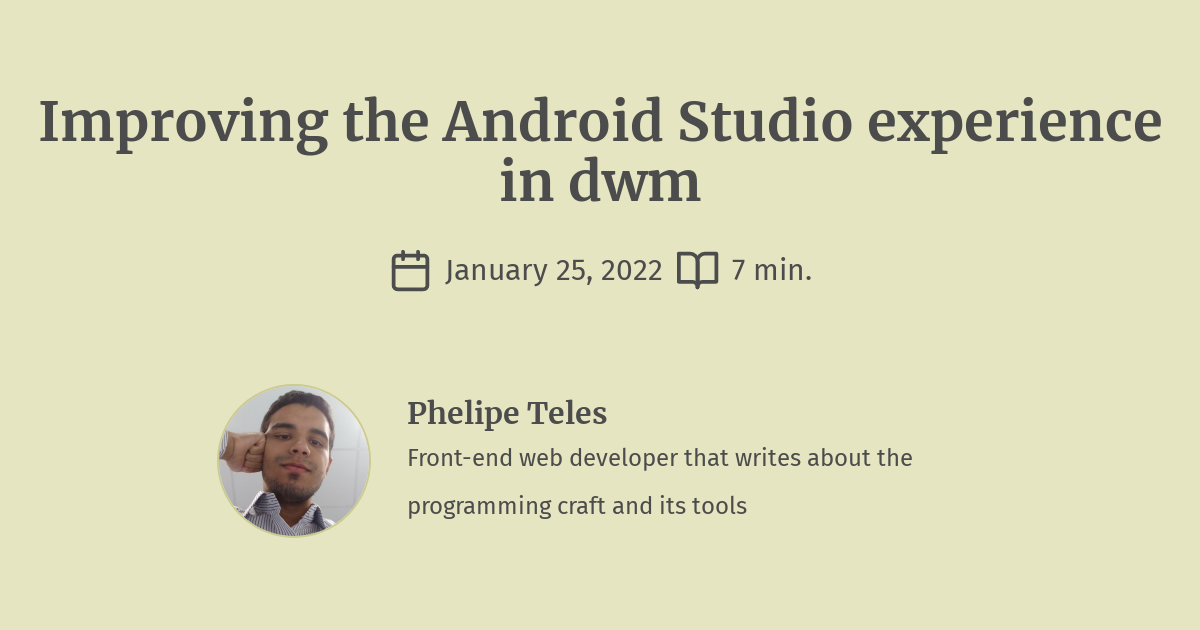 Improving the Android Studio experience
in dwm
January 25, 2022 7 min.
Phelipe Teles
Front-end web developer that writes about the
programming craft and its tools